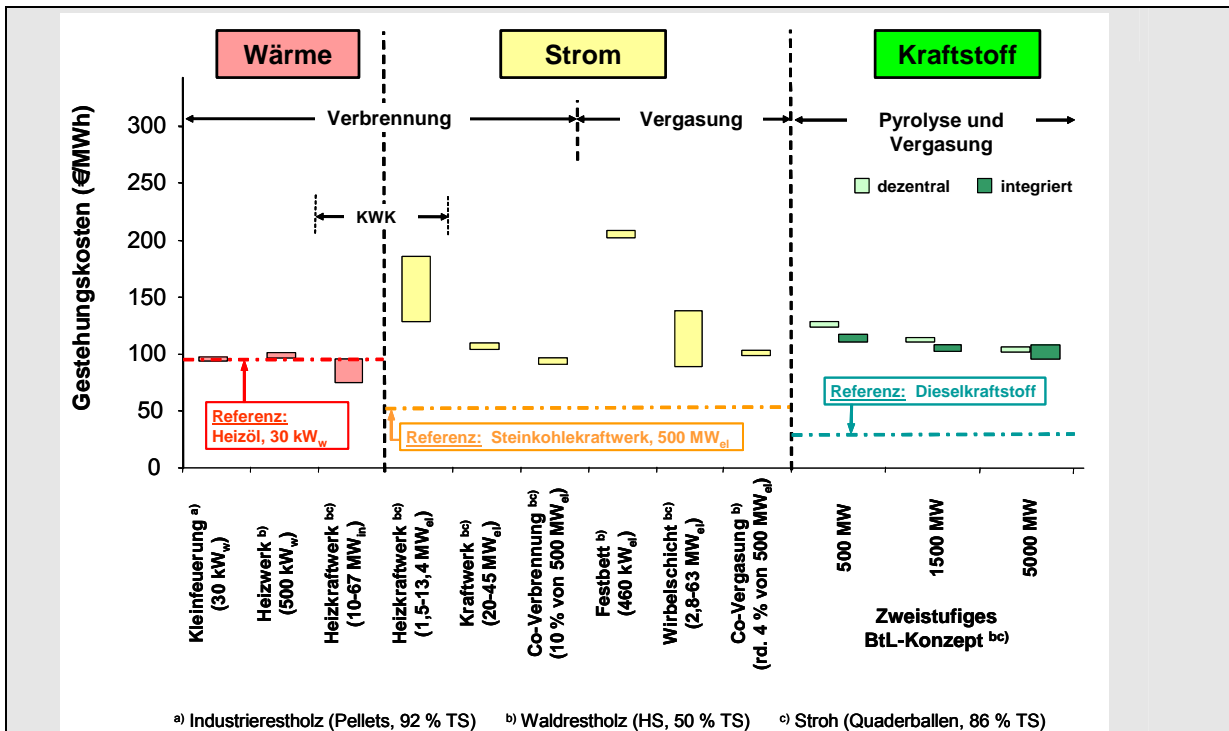 Wärme
Strom
Kraftstoff
Gestehungskosten (€/MWh)
300
250
200
150
100
50
0
Verbrennung
Vergasung
Pyrolyse und
Vergasung
dezentral
integriert
KWK
Referenz:
Heizöl, 30 kWw
Referenz: Steinkohlekraftwerk, 500 MWel
Referenz: Dieselkraftstoff
Kleinfeuerung a)
(30 kWw)
Heizwerk b)
(500 kWw)
Heizkraftwerk bc)
(10-67 MWin)
Heizkraftwerk bc)
(1,5-13,4 MWel)
Kraftwerk bc)
(20-45 MWel)
Co-Verbrennung bc)
(10 % von 500 MWel)
Festbett b)
(460 kWel)
Wirbelschicht bc)
(2,8-63 MWel)
Co-Vergasung b)
(rd. 4 % von 500 MWel)
500 MW
1500 MW
5000 MW
Zweistufiges
BtL-Konzept bc)
a) Industrierestholz (Pellets, 92 % TS) b) Waldrestholz (HS, 50 % TS) c) Stroh (Quaderballen, 86 % TS)